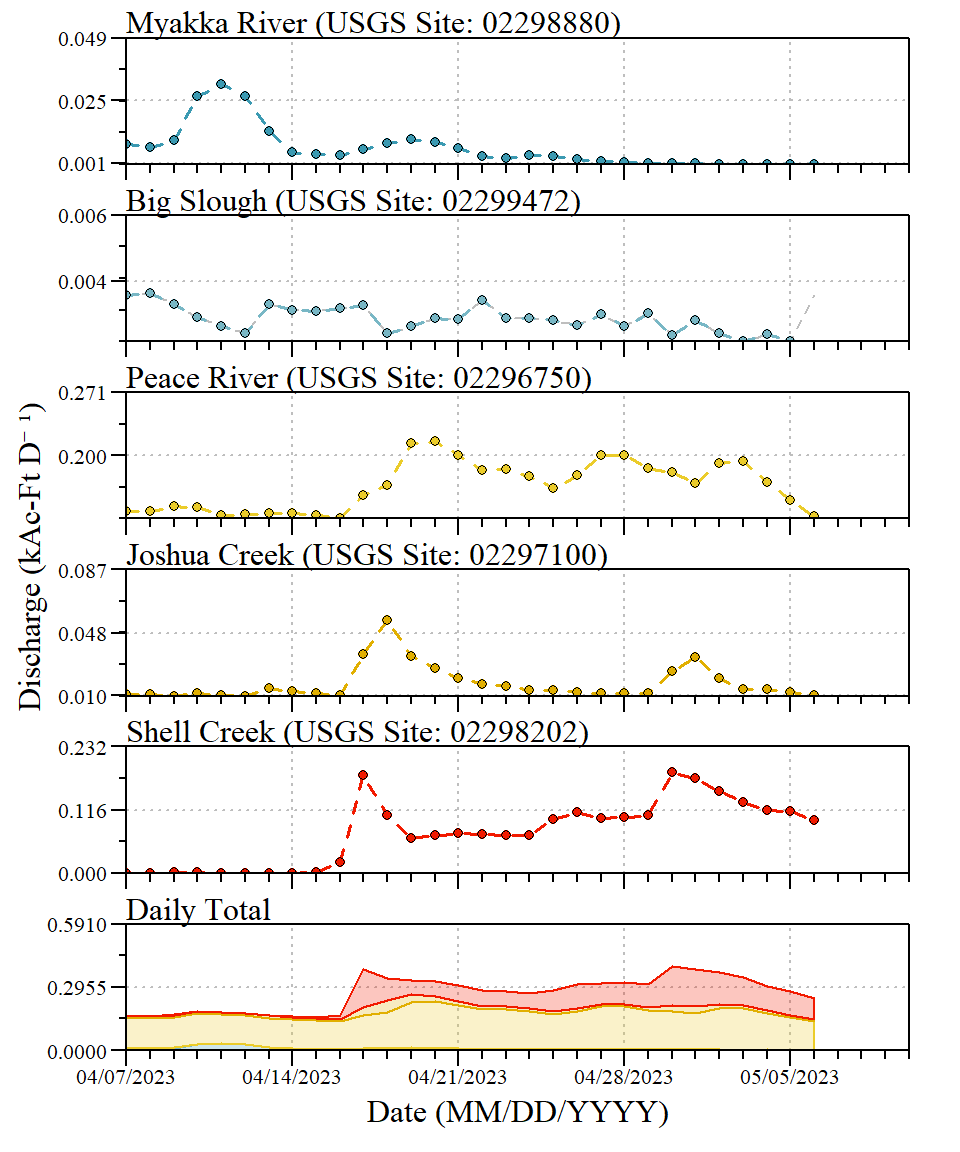 Myakka River (USGS Site: 02298880)
0.049
0.025
0.001
Big Slough (USGS Site: 02299472)
0.006
0.004
Peace River (USGS Site: 02296750)
0.271
0.200
Joshua Creek (USGS Site: 02297100)
0.087
0.048
0.010
Shell Creek (USGS Site: 02298202)
0.232
0.116
0.000
Daily Total
0.5910
0.2955
0.0000
04/07/2023 04/14/2023 04/21/2023 04/28/2023 05/05/2023
Date (MM/DD/YYYY)
Discharge (kAc-Ft D⁻¹)